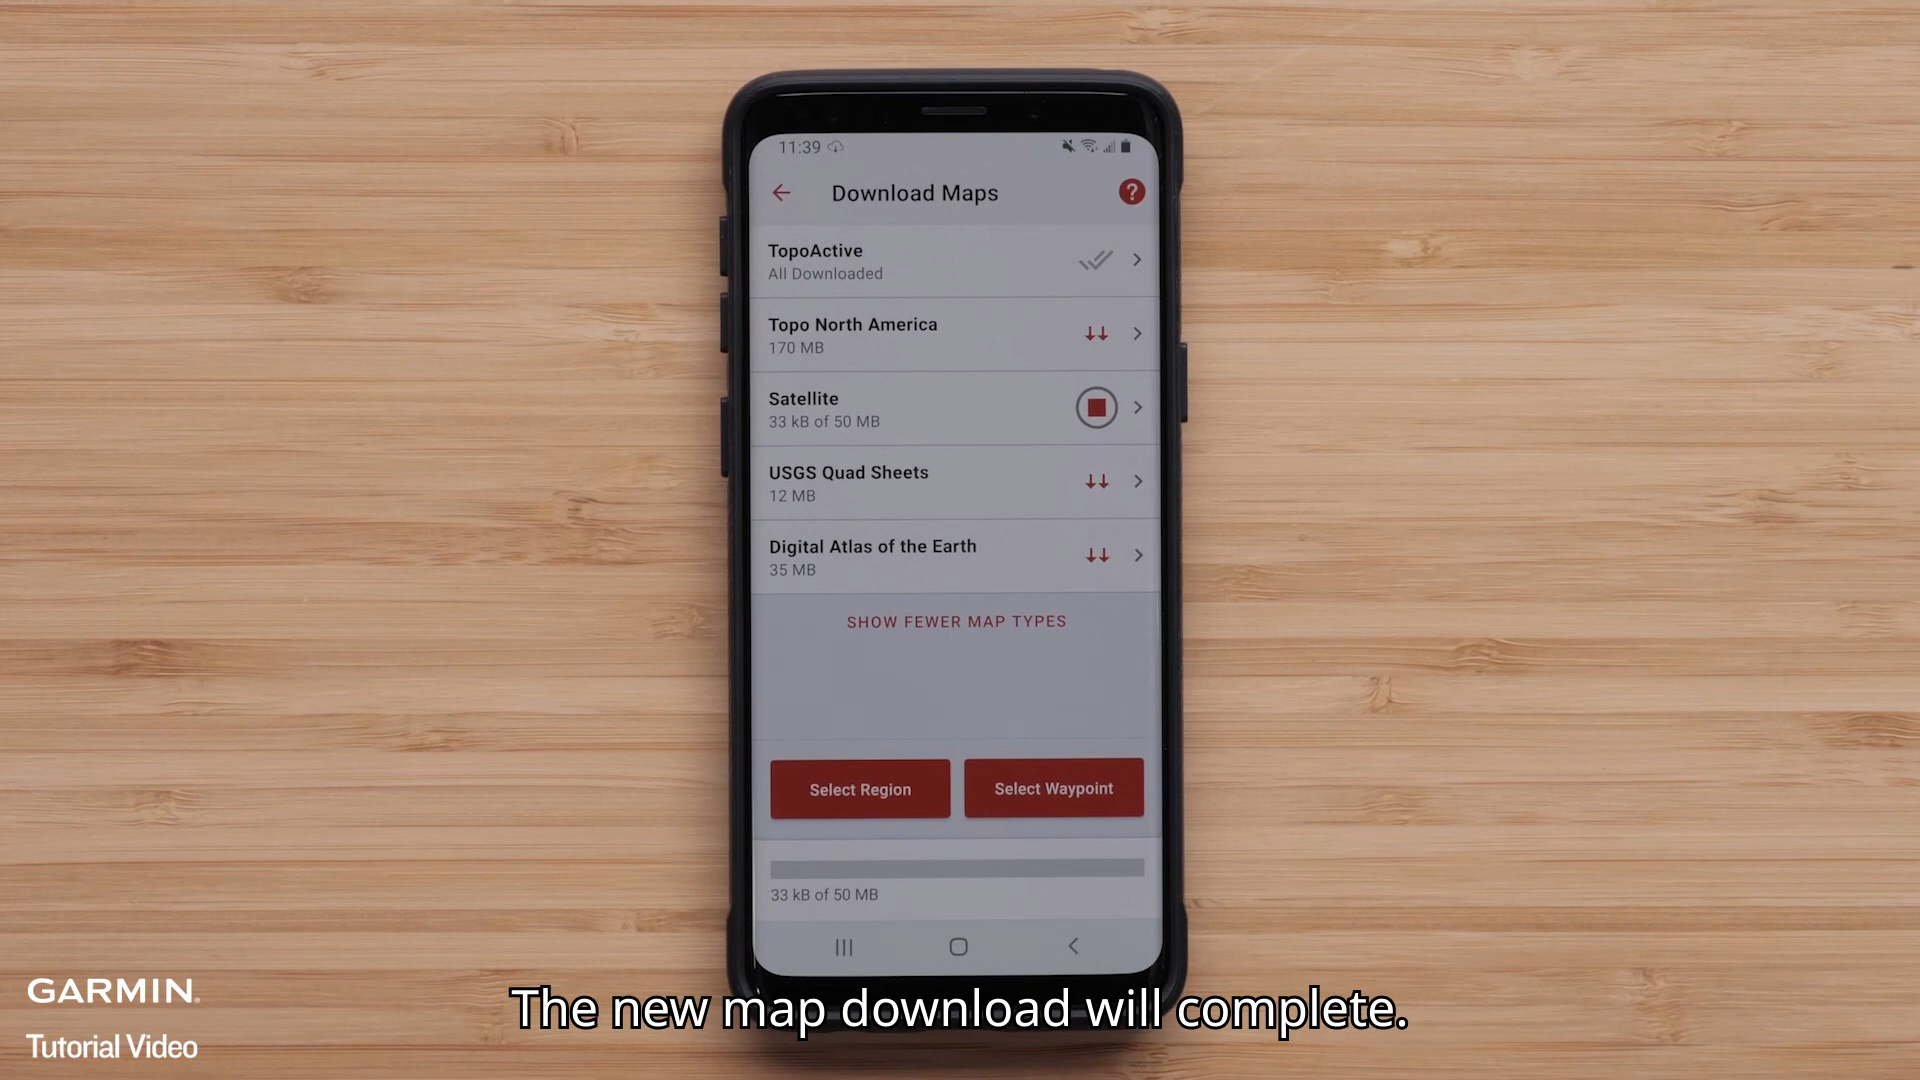 11:39
Download Maps
?
TopoActive
All Downloaded
Topo North America
170 MB
Satellite
33 kB of 50 MB
USGS Quad Sheets
12 MB
Digital Atlas of the Earth
35 MB
SHOW FEWER MAP TYPES
Select Region
Select Waypoint
33 kB of 50 MB
GARMIN
Tutorial Video
The new map download will complete.